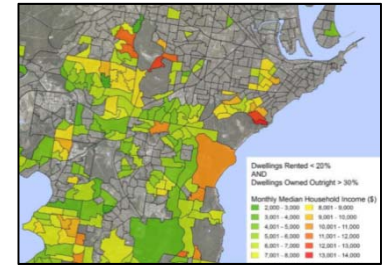 Dwellings Rented < 20%
AND
Dwellings Owned Outright > 30%
Monthly Median Household Income ($)
2,000 - 3,000 8,001 - 9,000
3,001 - 4,000 9,001 - 10,000
4,001 - 5,000 10,001 - 11,000
5,001 - 6,000 11,001 - 12,000
6,001 - 7,000 12,001 - 13,000
7,001 - 8,000 13,001 - 14,000